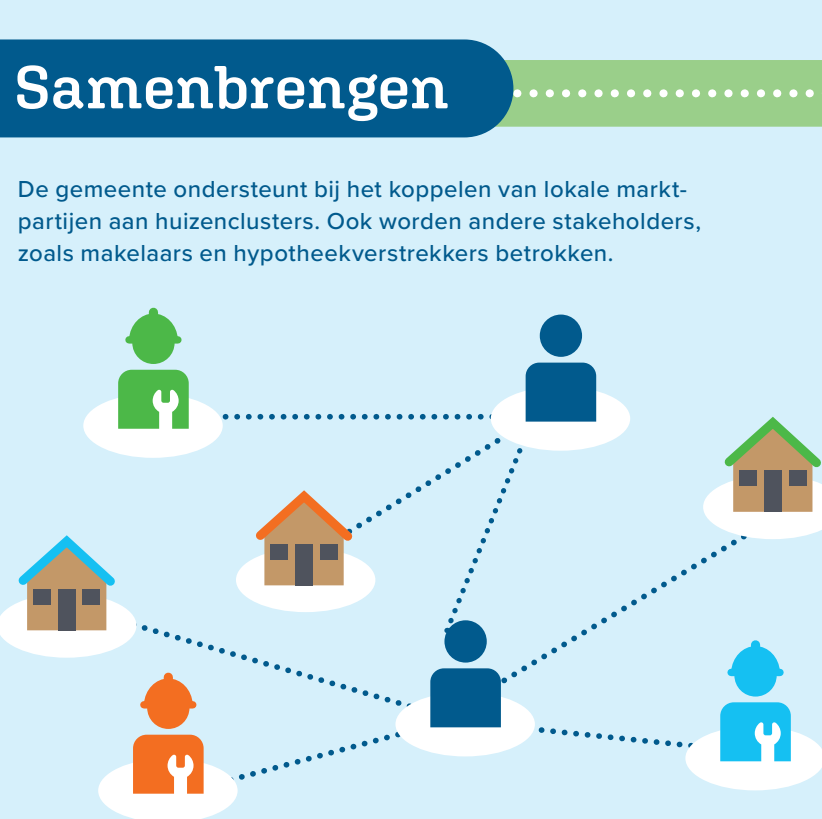 Samenbrengen
De gemeente ondersteunt bij het koppelen van lokale markt-
partijen aan huizenclusters. Ook worden andere stakeholders,
zoals makelaars en hypotheekverstrekkers betrokken.